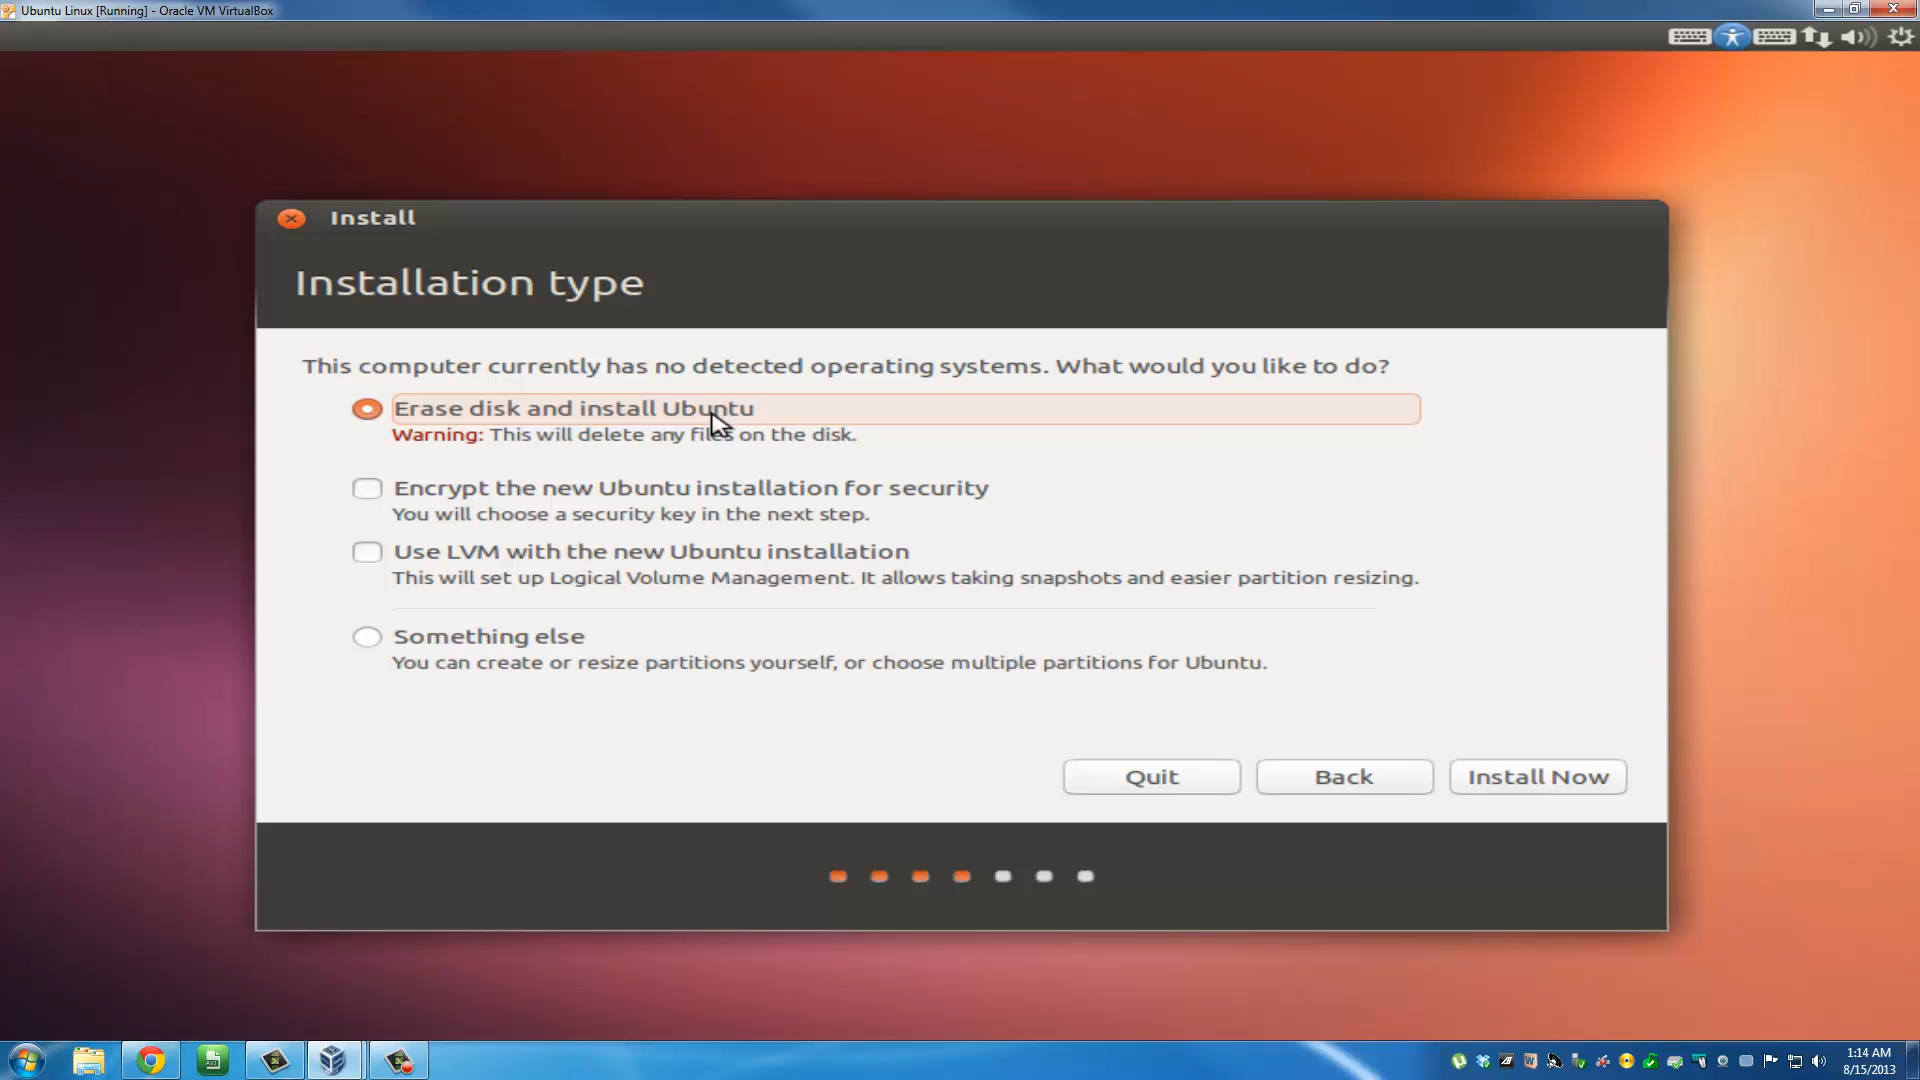 Ubuntu Linux [Running] - Oracle VM VirtualBox
Install
Installation type
This computer currently has no detected operating systems. What would you like to do?
Erase disk and install Ubuntu
Warning: This will delete any files on the disk.
Encrypt the new Ubuntu installation for security
You will choose a security key in the next step.
Use LVM with the new Ubuntu installation
This will set up Logical Volume Management. It allows taking snapshots and easier partition resizing.
Something else
You can create or resize partitions yourself, or choose multiple partitions for Ubuntu.
Quit
Back
Install Now
1:14 AM
8/15/2013